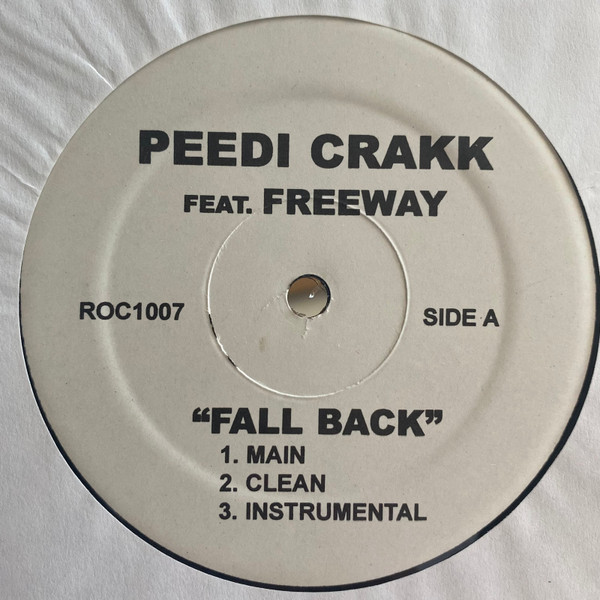 PEEDI CRAKK
FEAT. FREEWAY
ROC1007
SIDE A
“FALL BACK”
1. MAIN
2. CLEAN
3. INSTRUMENTAL